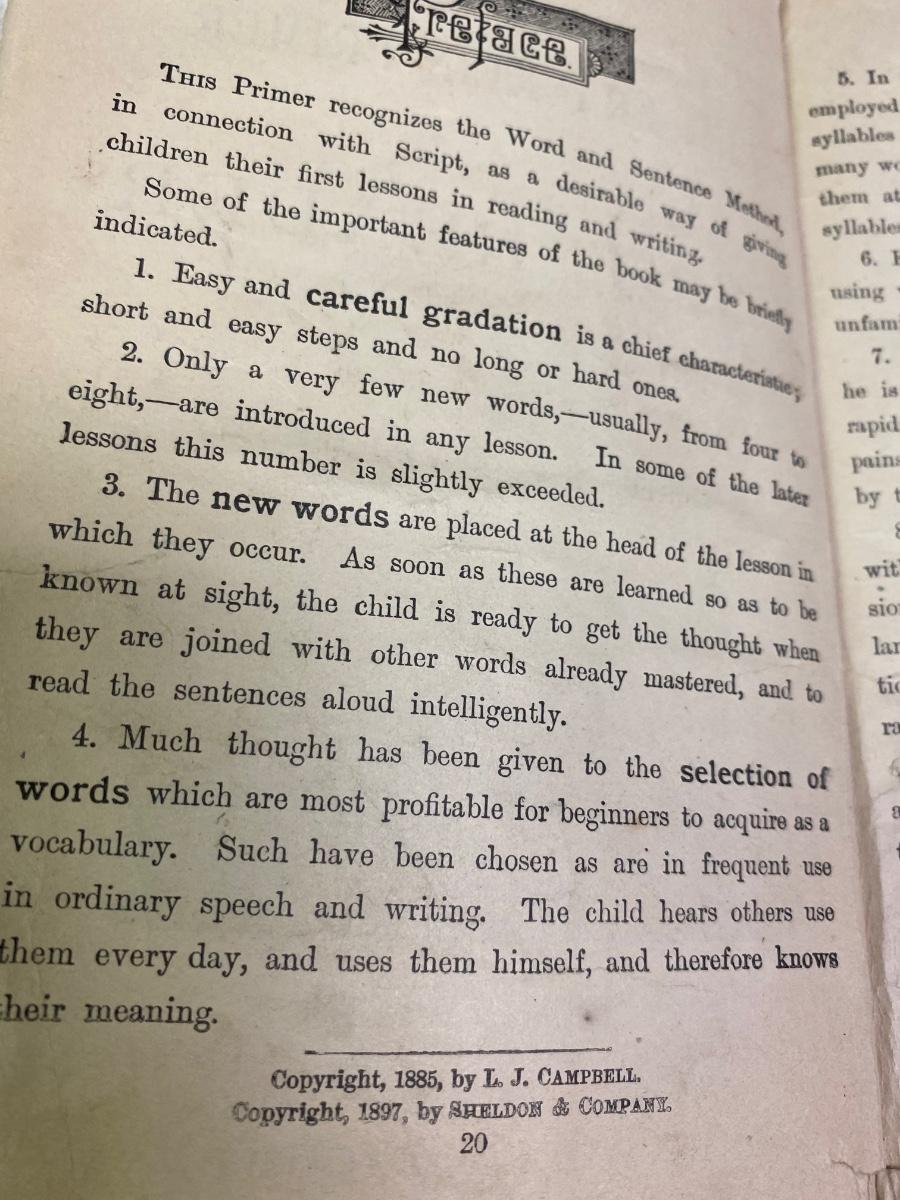 Preface.
THIS Primer recognizes the Word and Sentence Method,
in connection with Script, as a desirable way of giving
children their first lessons in reading and writing.
Some of the important features of the book may be briefly
indicated.
1. Easy and careful gradation is a chief characteristic;
short and easy steps and no long or hard ones.
2. Only a very few new words,—usually, from four to
eight,—are introduced in any lesson. In some of the later
lessons this number is slightly exceeded.
3. The new words are placed at the head of the lesson in
which they occur. As soon as these are learned so as to be
known at sight, the child is ready to get the thought when
they are joined with other words already mastered, and to
read the sentences aloud intelligently.
4. Much thought has been given to the selection of
words which are most profitable for beginners to acquire as a
vocabulary. Such have been chosen as are in frequent use
in ordinary speech and writing. The child hears others use
them every day, and uses them himself, and therefore knows
their meaning.
Copyright, 1885, by L. J. CAMPBELL.
Copyright, 1897, by SHELDON & COMPANY.
20
5. In
employed
syllables
many
them at
syllables
6.
using
unfami
7.
he is
rapid
pains
by